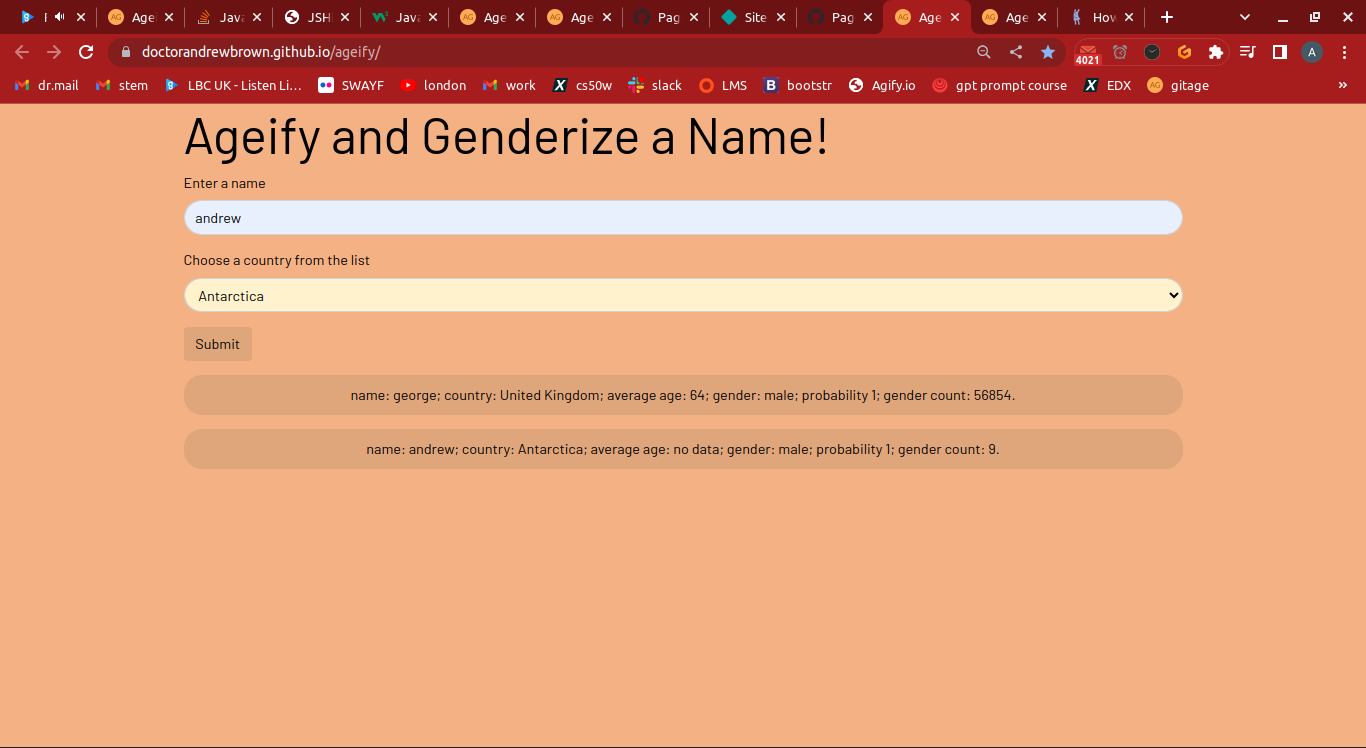 Age Java JSH Java Age Age Pag Site Pag Age Age How
doctorandrewbrown.github.io/ageify/
4021
A
dr.mail stem LBC UK - Listen Li... SWAYF london work cs50w slack LMS bootstr Agify.io gpt prompt course EDX gitage
Ageify and Genderize a Name!
Enter a name
andrew
Choose a country from the list
Antarctica
Submit
name: george; country: United Kingdom; average age: 64; gender: male; probability 1; gender count: 56854.
name: andrew; country: Antarctica; average age: no data; gender: male; probability 1; gender count: 9.